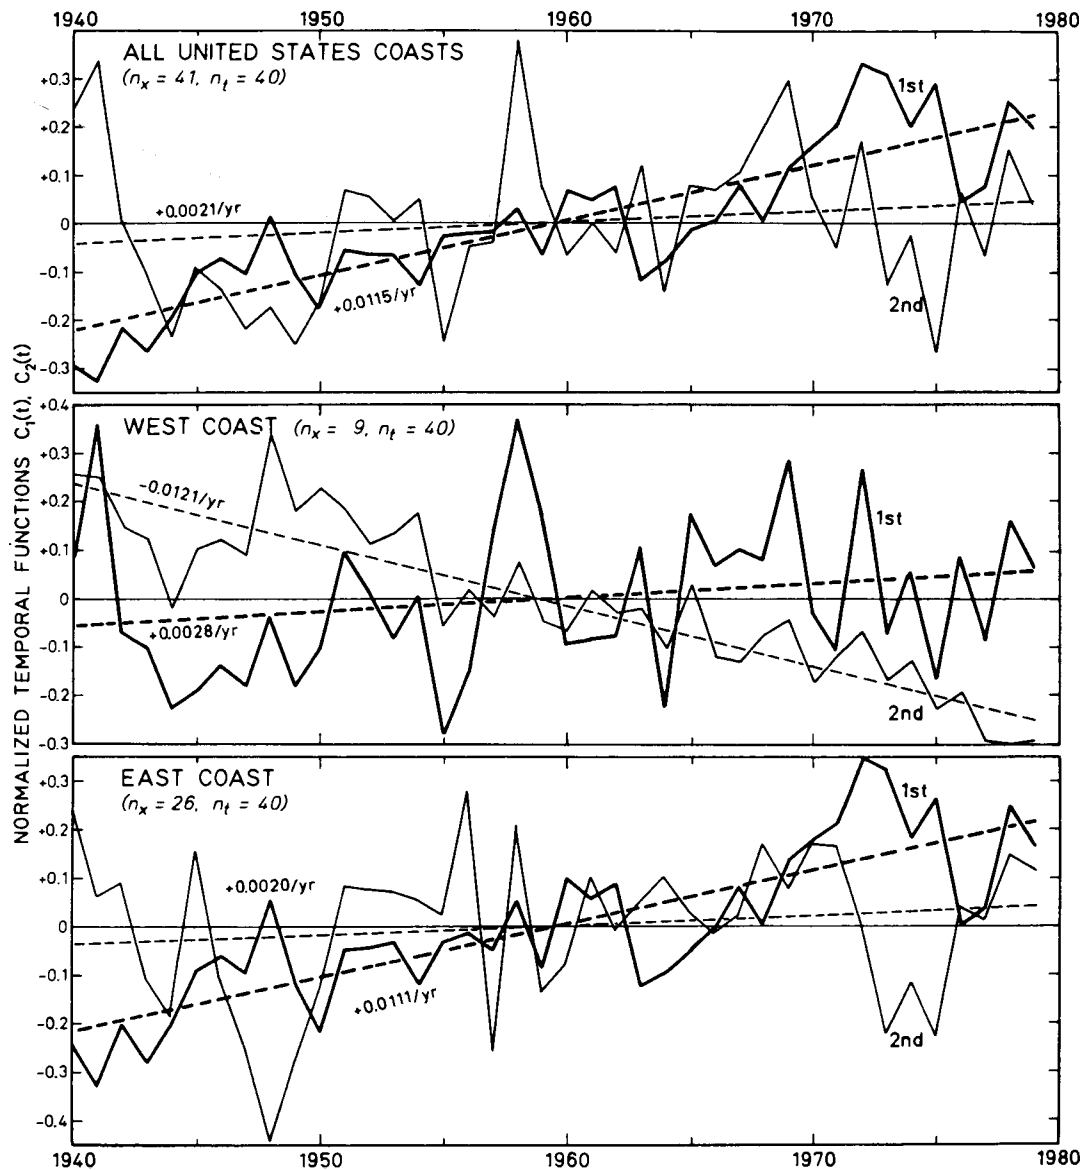 1940 1950 1960 1970 1980
ALL UNITED STATES COASTS
(nx = 41, nt = 40)
+0.3
+0.2
+0.1
0
-0.1
-0.2
-0.3
1st
+0.0021/yr
+0.0115/yr
2nd
NORMALIZED TEMPORAL FUNCTIONS C1(t), C2(t)
WEST COAST (nx = 9, nt = 40)
+0.4
+0.3
+0.2
+0.1
0
-0.1
-0.2
-0.3
-0.0121/yr
1st
+0.0028/yr
2nd
EAST COAST
(nx = 26, nt = 40)
+0.3
+0.2
+0.1
0
-0.1
-0.2
-0.3
-0.4
1st
+0.0020/yr
+0.0111/yr
2nd
1940 1950 1960 1970 1980